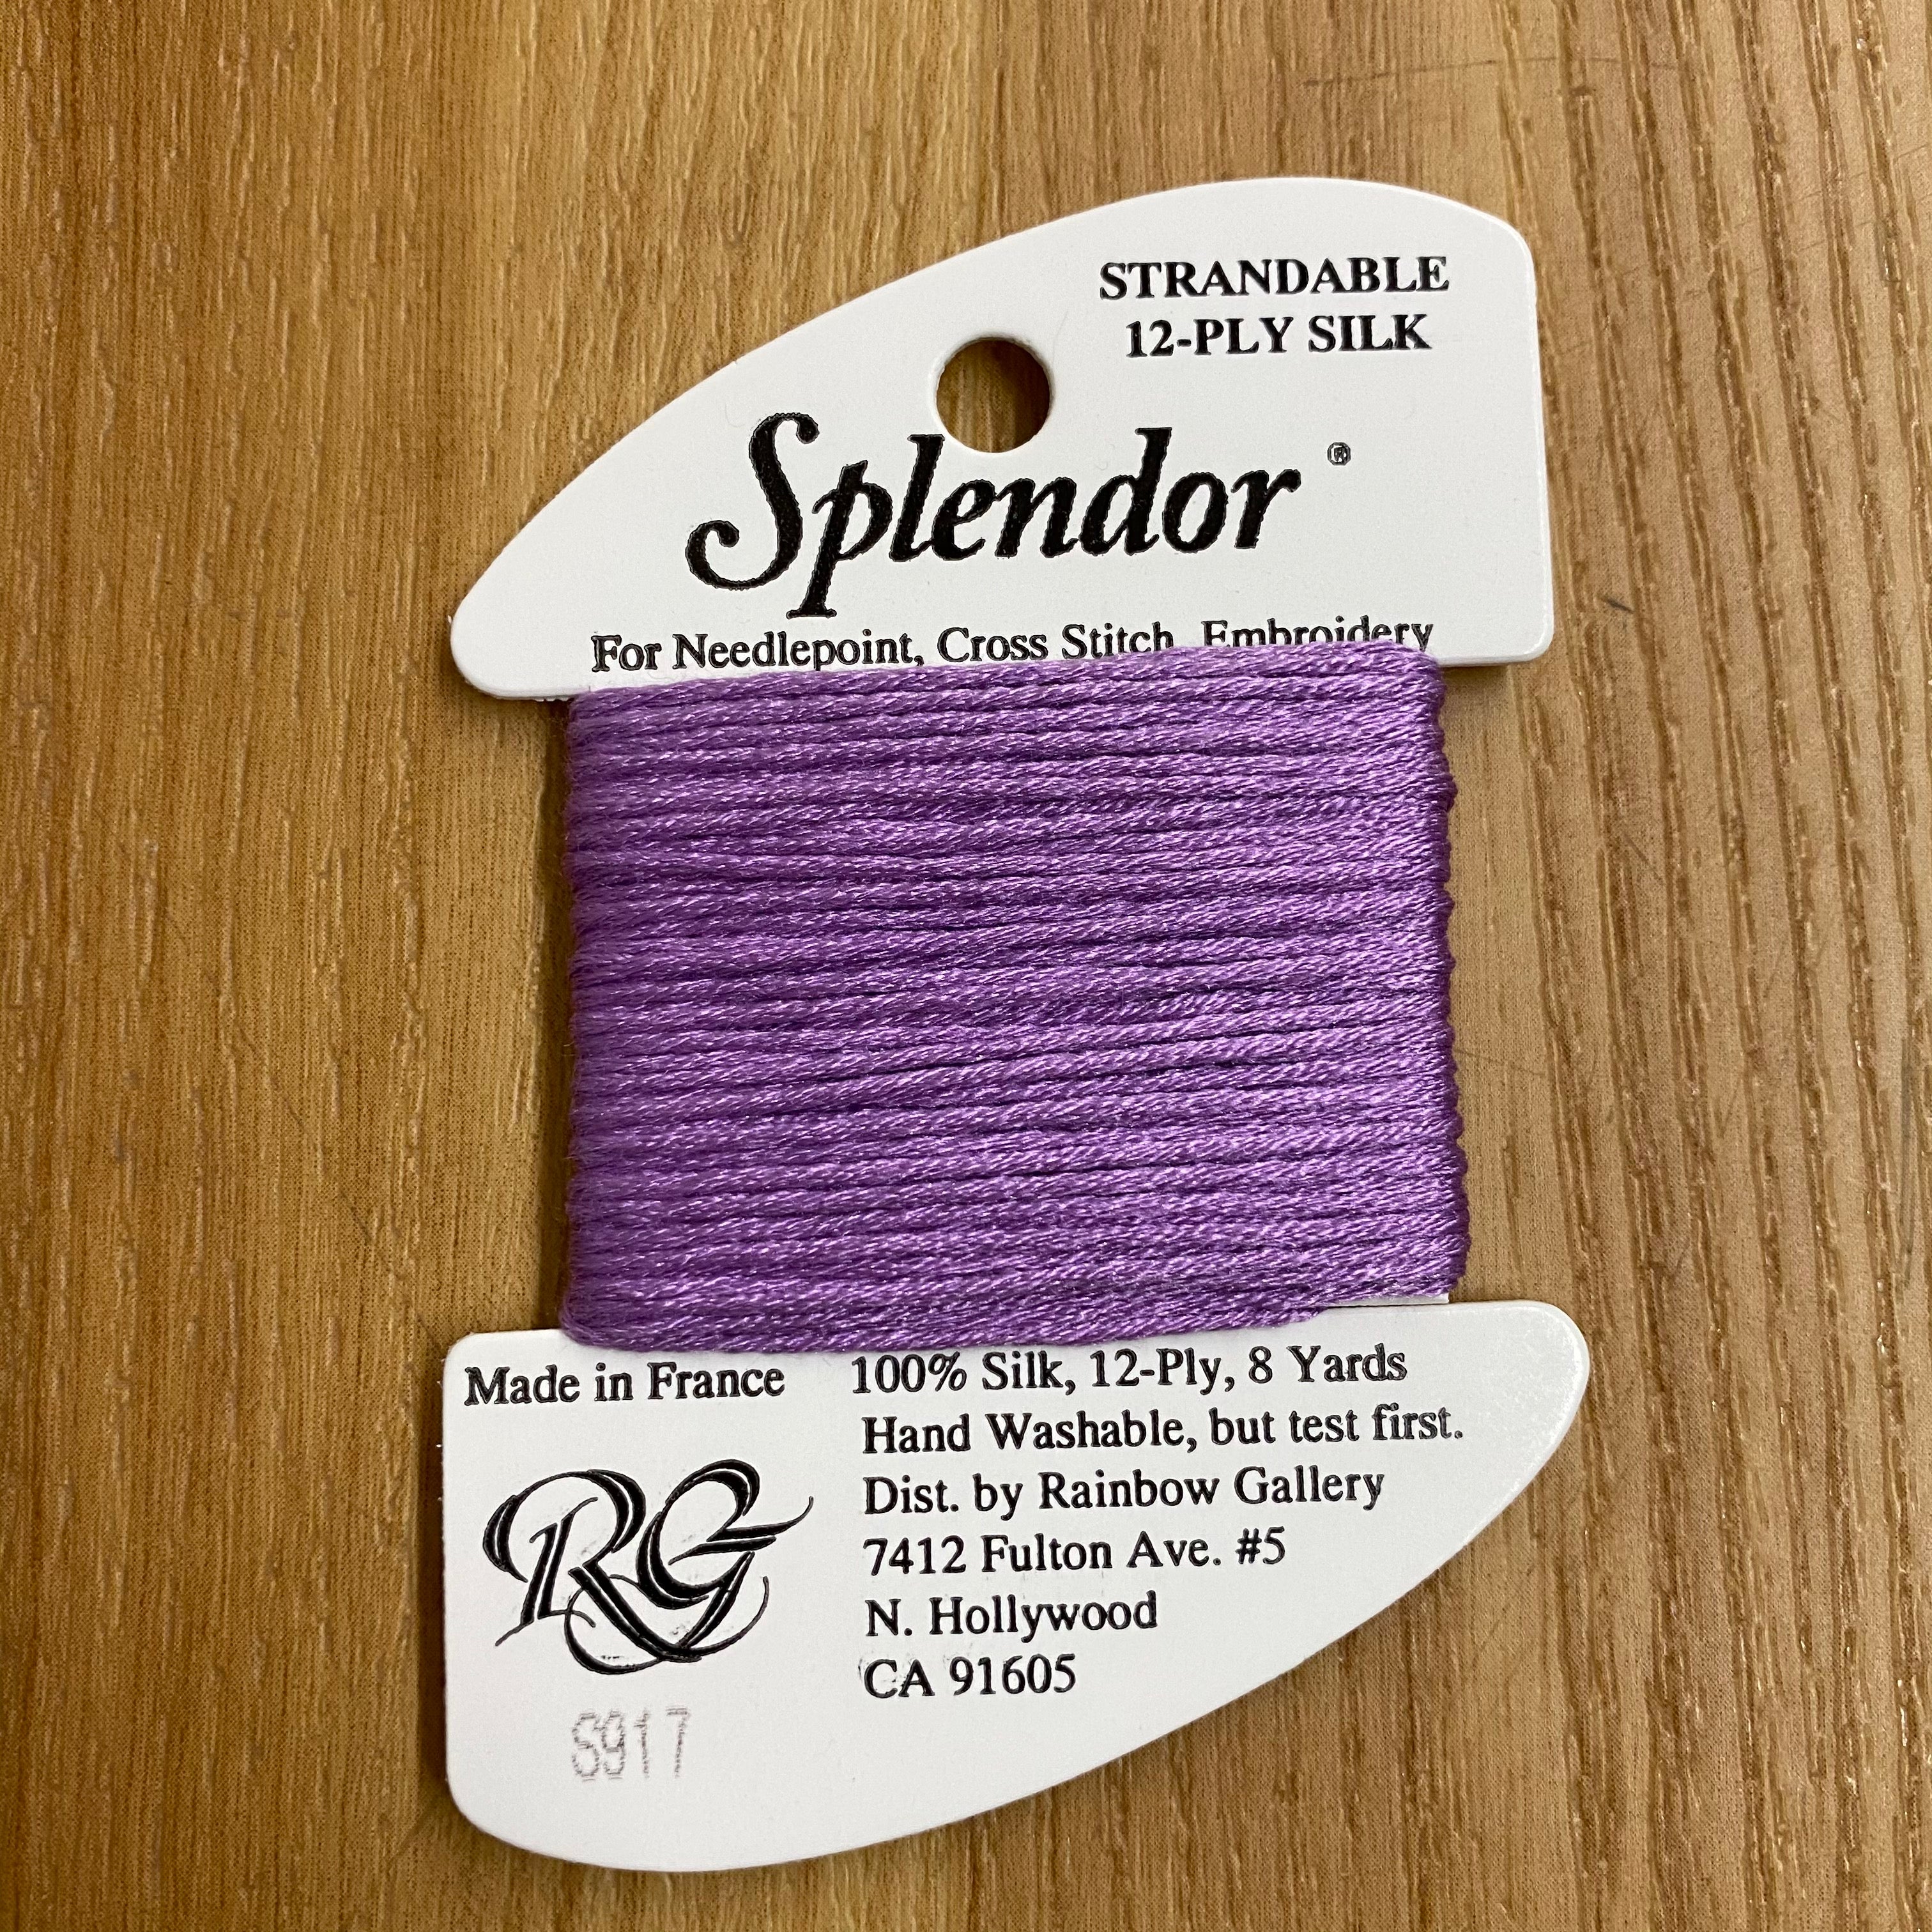 STRANDABLE
12-PLY SILK
Splendor®
For Needlepoint, Cross Stitch, Embroidery
Made in France
100% Silk, 12-Ply, 8 Yards
Hand Washable, but test first.
Dist. by Rainbow Gallery
7412 Fulton Ave. #5
N. Hollywood
CA 91605
RG
S917